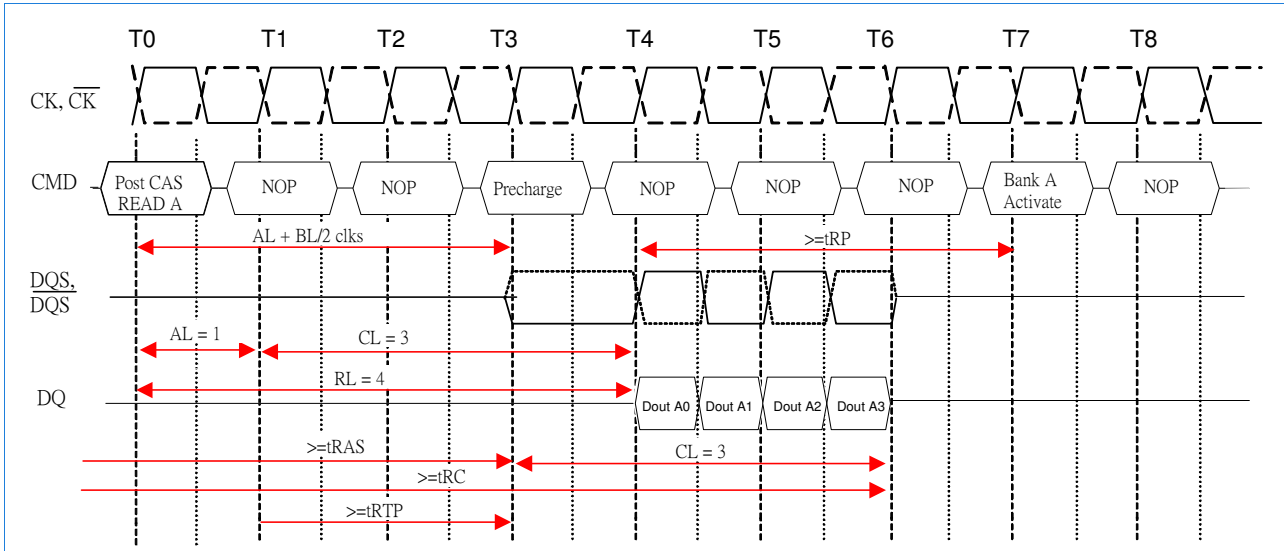 T0 T1 T2 T3 T4 T5 T6 T7 T8
CK, CK
CMD
Post CAS
READ A
NOP
NOP
Precharge
NOP
NOP
NOP
Bank A
Activate
NOP
AL + BL/2 clks
>=tRP
DQS,
DQS
AL = 1
CL = 3
RL = 4
DQ
Dout A0
Dout A1
Dout A2
Dout A3
>=tRAS
CL = 3
>=tRC
>=tRTP